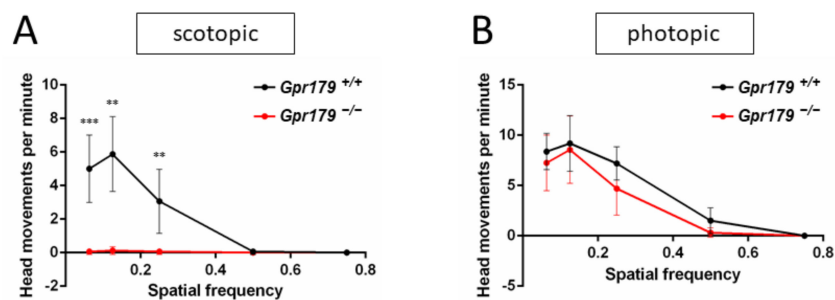 A
scotopic
Head movements per minute
10
8
6
4
2
0
-2
***
**
**
Gpr179 +/+
Gpr179 −/−
0.2
0.4
0.6
0.8
Spatial frequency
B
photopic
Head movements per minute
15
10
5
0
-5
Gpr179 +/+
Gpr179 −/−
0.2
0.4
0.6
0.8
Spatial frequency